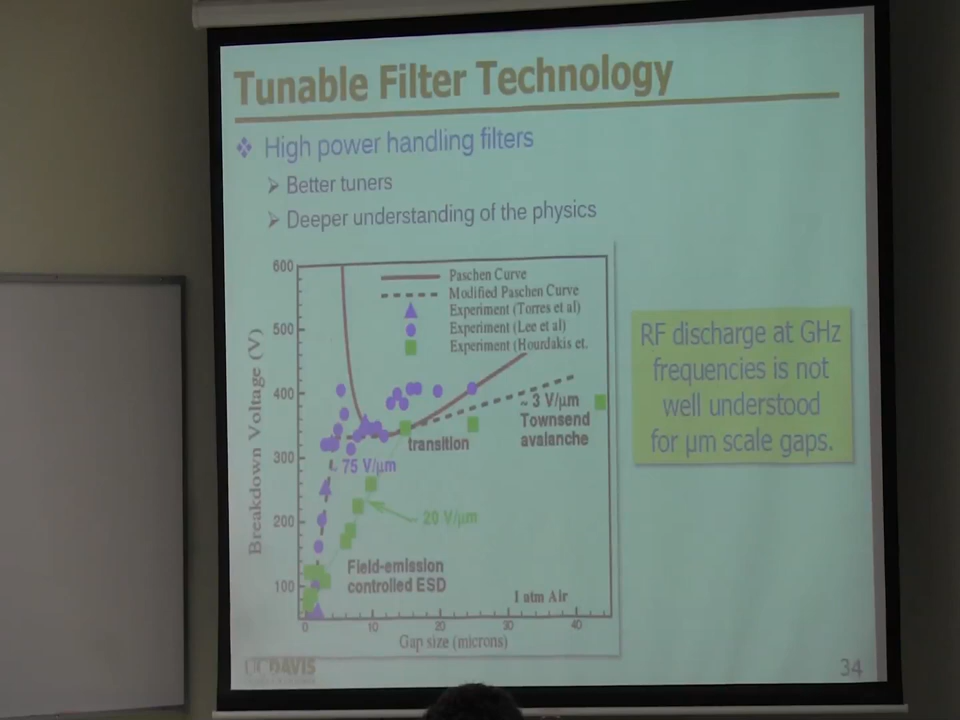 Tunable Filter Technology
❖ High power handling filters
➢ Better tuners
➢ Deeper understanding of the physics
600
500
400
300
200
100
Breakdown Voltage (V)
Paschen Curve
Modified Paschen Curve
Experiment (Torres et al)
Experiment (Lee et al)
Experiment (Hourdakis et.
~ 3 V/μm
Townsend
avalanche
transition
75 V/μm
20 V/μm
Field-emission
controlled ESD
1 atm Air
0 10 20 30 40
Gap size (microns)
RF discharge at GHz
frequencies is not
well understood
for μm scale gaps.
UC DAVIS
34